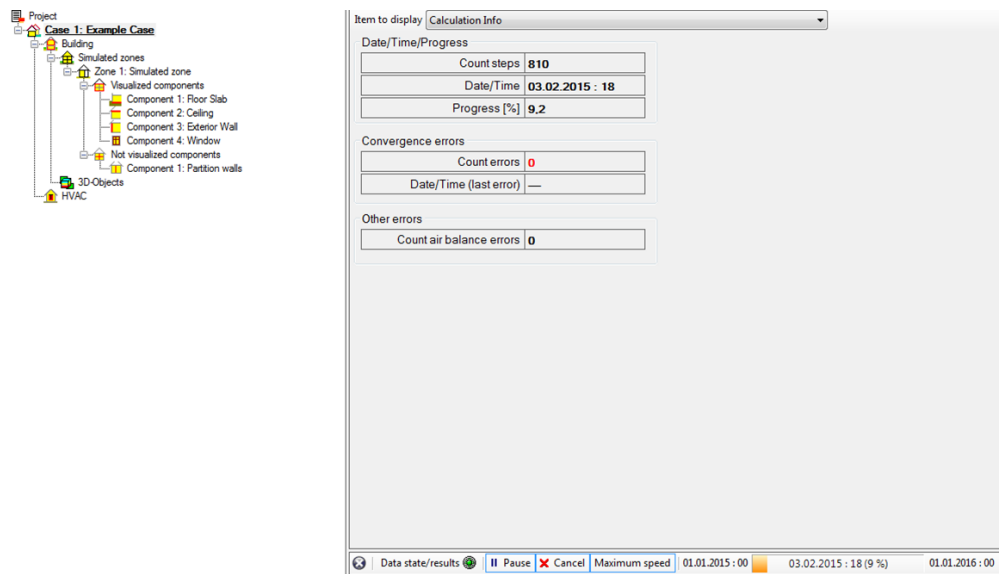 Project
Case 1: Example Case
Building
Simulated zones
Zone 1: Simulated zone
Visualized components
Component 1: Floor Slab
Component 2: Ceiling
Component 3: Exterior Wall
Component 4: Window
Not visualized components
Component 1: Partition walls
3D-Objects
HVAC
Item to display Calculation Info
Date/Time/Progress
Count steps 810
Date/Time 03.02.2015 : 18
Progress [%] 9,2
Convergence errors
Count errors 0
Date/Time (last error) —
Other errors
Count air balance errors 0
Data state/results Pause Cancel Maximum speed 01.01.2015 : 00 03.02.2015 : 18 (9 %) 01.01.2016 : 00